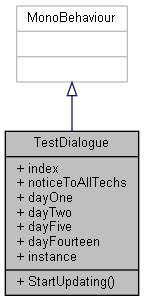 MonoBehaviour
TestDialogue
+ index
+ noticeToAllTechs
+ dayOne
+ dayTwo
+ dayFive
+ dayFourteen
+ instance
+ StartUpdating()